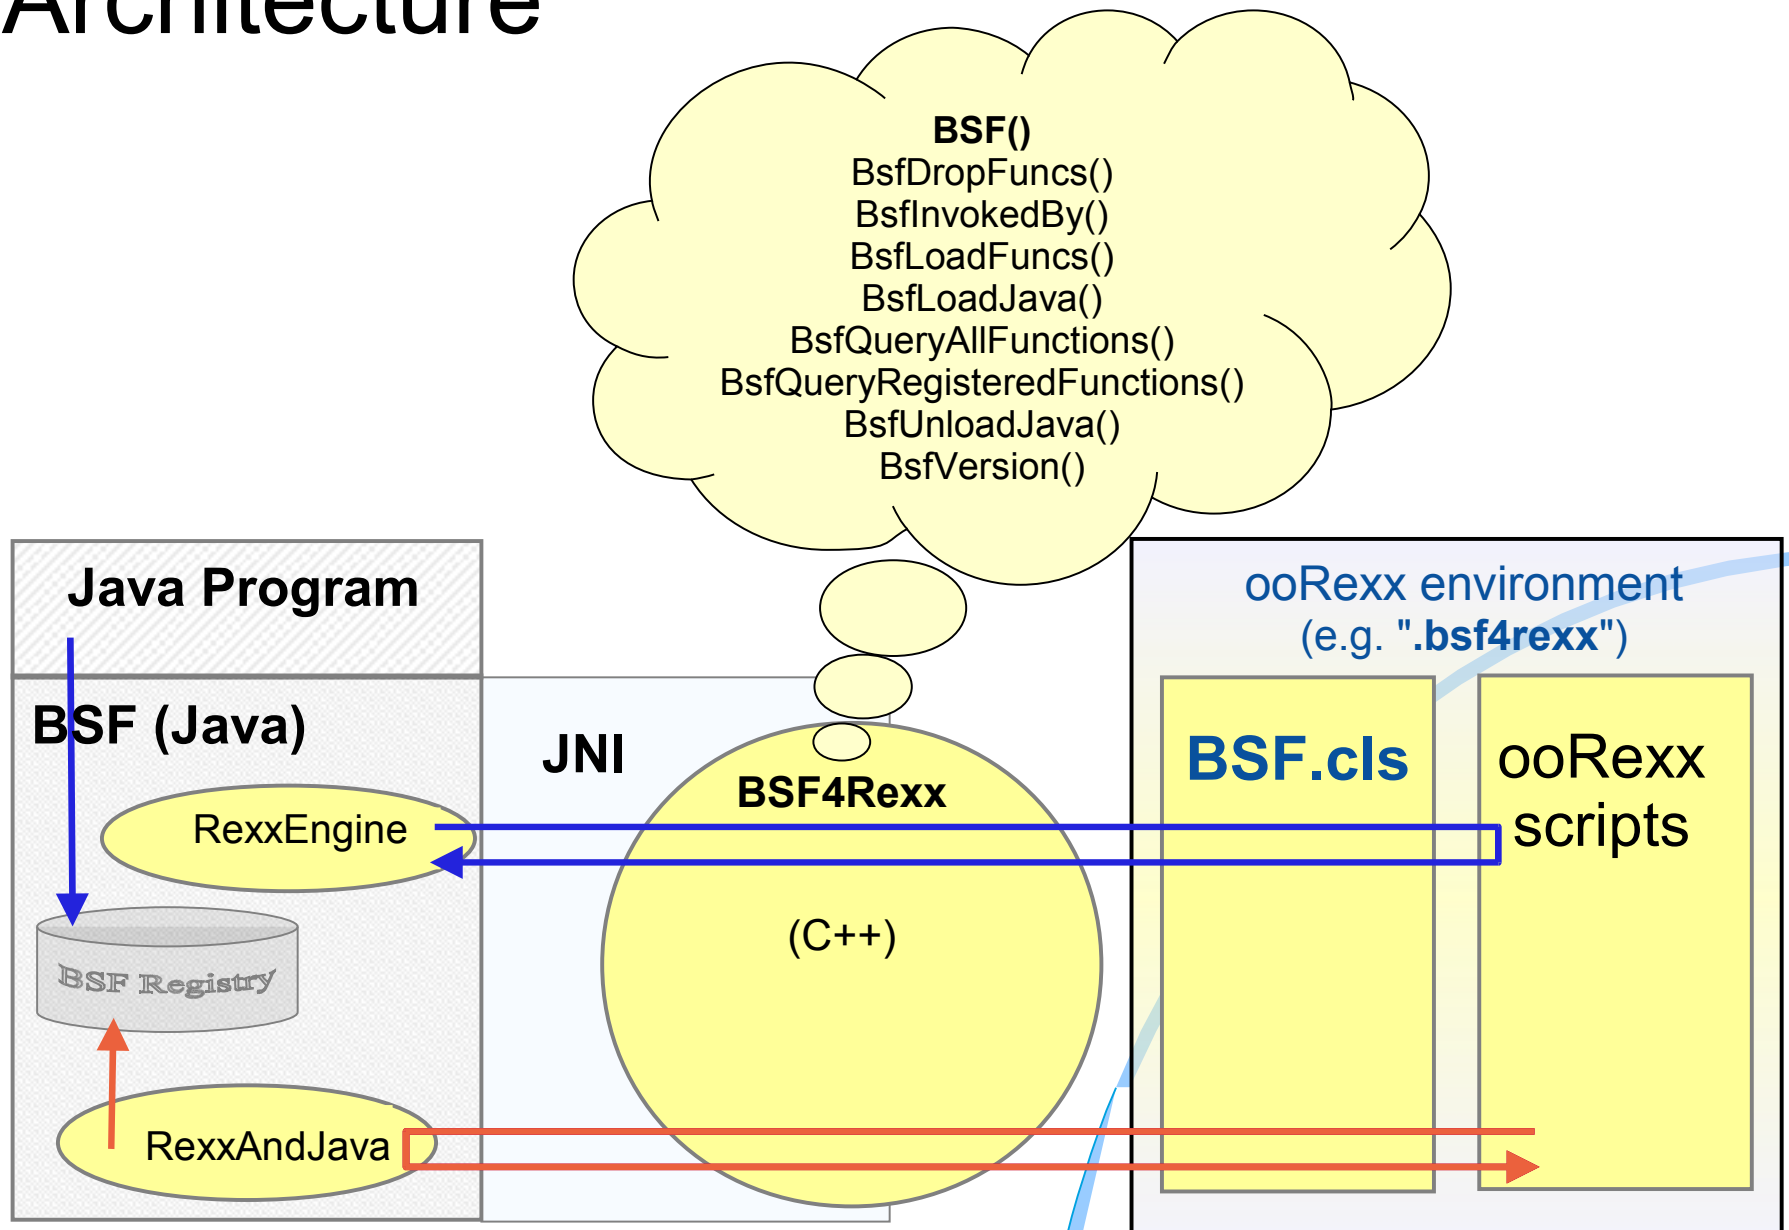 Architecture
BSF()
BsfDropFuncs()
BsfInvokedBy()
BsfLoadFuncs()
BsfLoadJava()
BsfQueryAllFunctions()
BsfQueryRegisteredFunctions()
BsfUnloadJava()
BsfVersion()
Java Program
ooRexx environment
(e.g. ".bsf4rexx")
BSF (Java)
JNI
BSF4Rexx
BSF.cls
ooRexx
scripts
RexxEngine
(C++)
BSF Registry
RexxAndJava